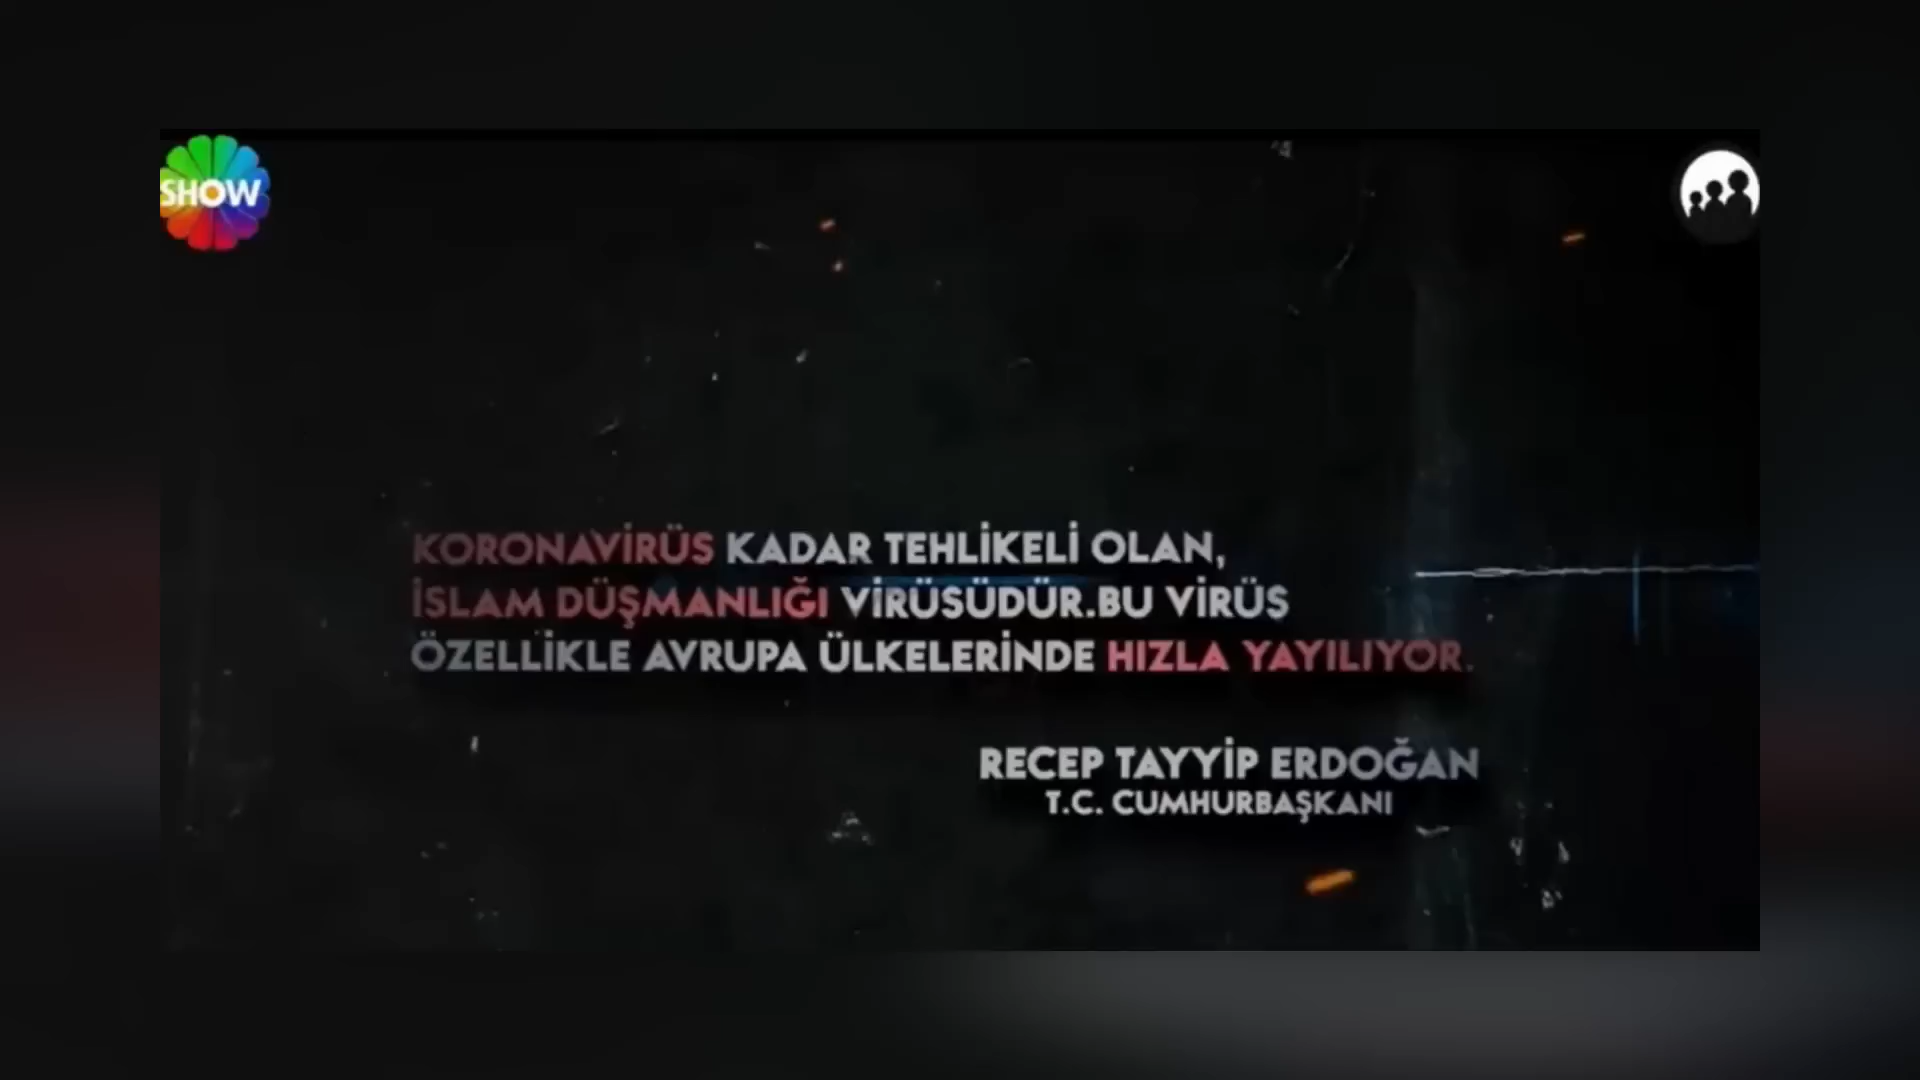 SHOW
KORONAVİRÜS KADAR TEHLİKELİ OLAN,
İSLAM DÜŞMANLIĞI VİRÜSÜDÜR.BU VİRÜS
ÖZELLİKLE AVRUPA ÜLKELERİNDE HIZLA YAYILIYOR.
RECEP TAYYİP ERDOĞAN
T.C. CUMHURBAŞKANI